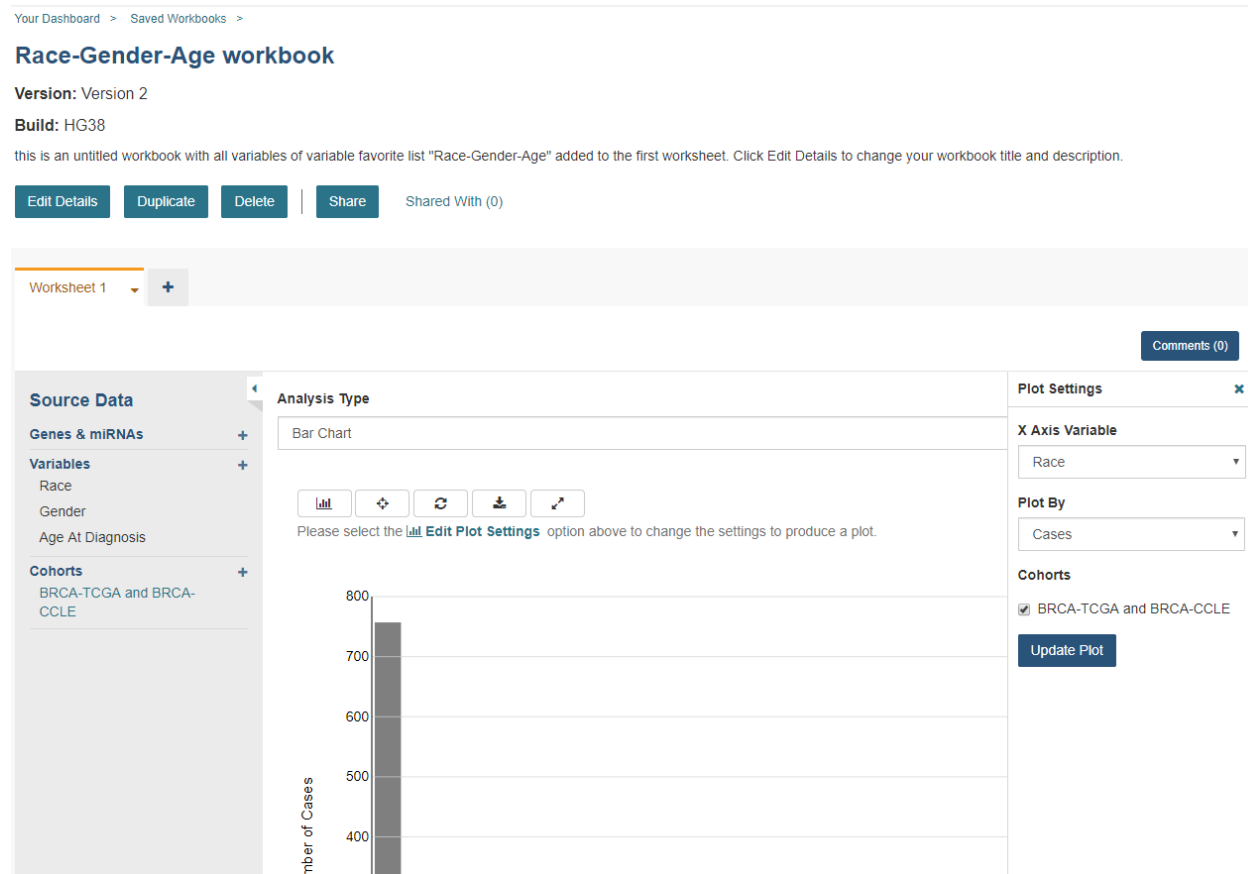 Your Dashboard > Saved Workbooks >
Race-Gender-Age workbook
Version: Version 2
Build: HG38
this is an untitled workbook with all variables of variable favorite list "Race-Gender-Age" added to the first worksheet. Click Edit Details to change your workbook title and description.
Edit Details Duplicate Delete Share Shared With (0)
Worksheet 1 +
Comments (0)
Source Data
Genes & miRNAs +
Variables +
Race
Gender
Age At Diagnosis
Cohorts +
BRCA-TCGA and BRCA-
CCLE
Analysis Type
Bar Chart
Please select the Edit Plot Settings option above to change the settings to produce a plot.
800
700
600
500
400
mber of Cases
Plot Settings ×
X Axis Variable
Race
Plot By
Cases
Cohorts
BRCA-TCGA and BRCA-CCLE
Update Plot